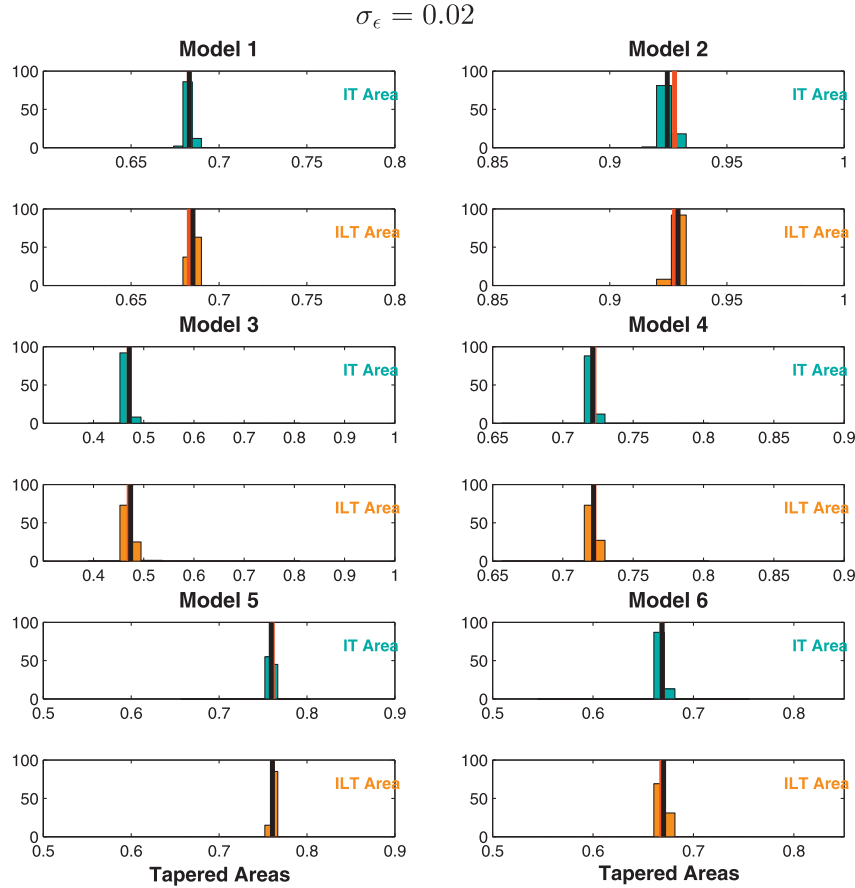 σ_ϵ = 0.02
Model 1
100
50
0
IT Area
0.65 0.7 0.75 0.8
100
50
0
ILT Area
0.65 0.7 0.75 0.8
Model 2
100
50
0
IT Area
0.85 0.9 0.95 1
100
50
0
ILT Area
0.85 0.9 0.95 1
Model 3
100
50
0
IT Area
0.4 0.5 0.6 0.7 0.8 0.9 1
100
50
0
ILT Area
0.4 0.5 0.6 0.7 0.8 0.9 1
Model 4
100
50
0
IT Area
0.65 0.7 0.75 0.8 0.85 0.9
100
50
0
ILT Area
0.65 0.7 0.75 0.8 0.85 0.9
Model 5
100
50
0
IT Area
0.5 0.6 0.7 0.8 0.9
100
50
0
ILT Area
0.5 0.6 0.7 0.8 0.9
Tapered Areas
Model 6
100
50
0
IT Area
0.5 0.6 0.7 0.8
100
50
0
ILT Area
0.5 0.6 0.7 0.8
Tapered Areas